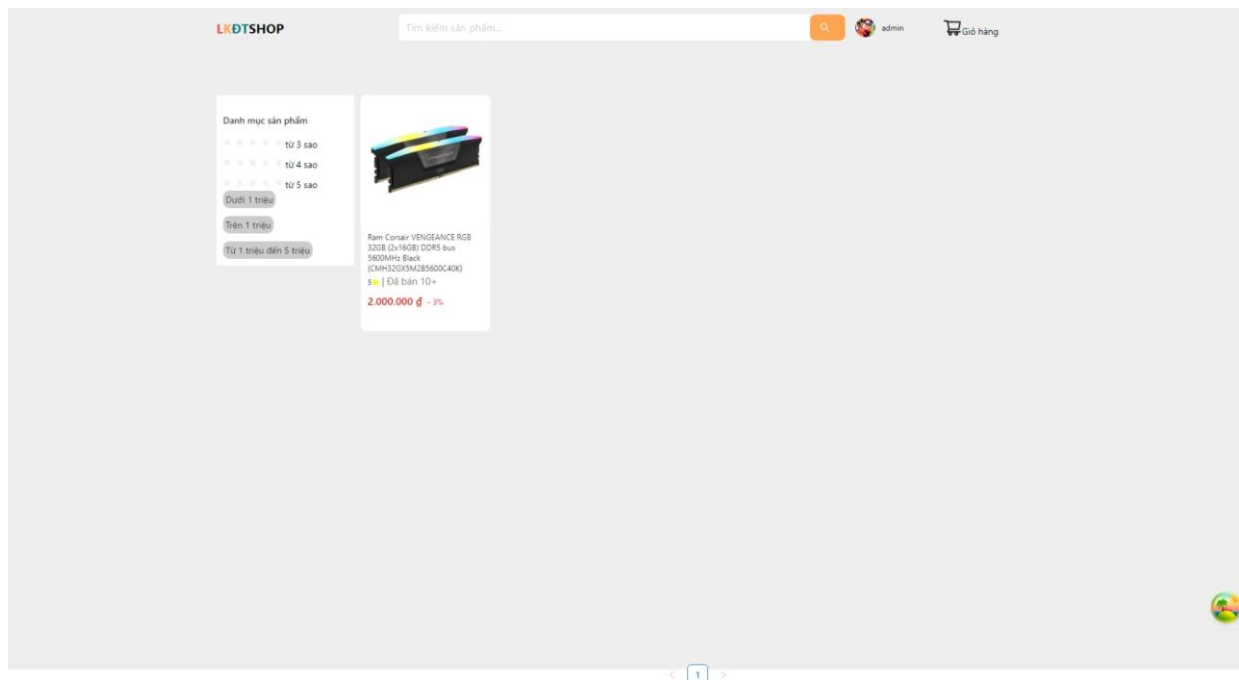 LKĐTSHOP
Tìm kiếm sản phẩm...
admin
Giỏ hàng
Danh mục sản phẩm
từ 3 sao
từ 4 sao
từ 5 sao
Dưới 1 triệu
Trên 1 triệu
Từ 1 triệu đến 5 triệu
Ram Corsair VENGEANCE RGB
32GB (2x16GB) DDR5 bus
5600MHz Black
(CMH32GX5M2B5600C40K)
5 | Đã bán 10+
2.000.000 ₫ - 3%
< 1 >